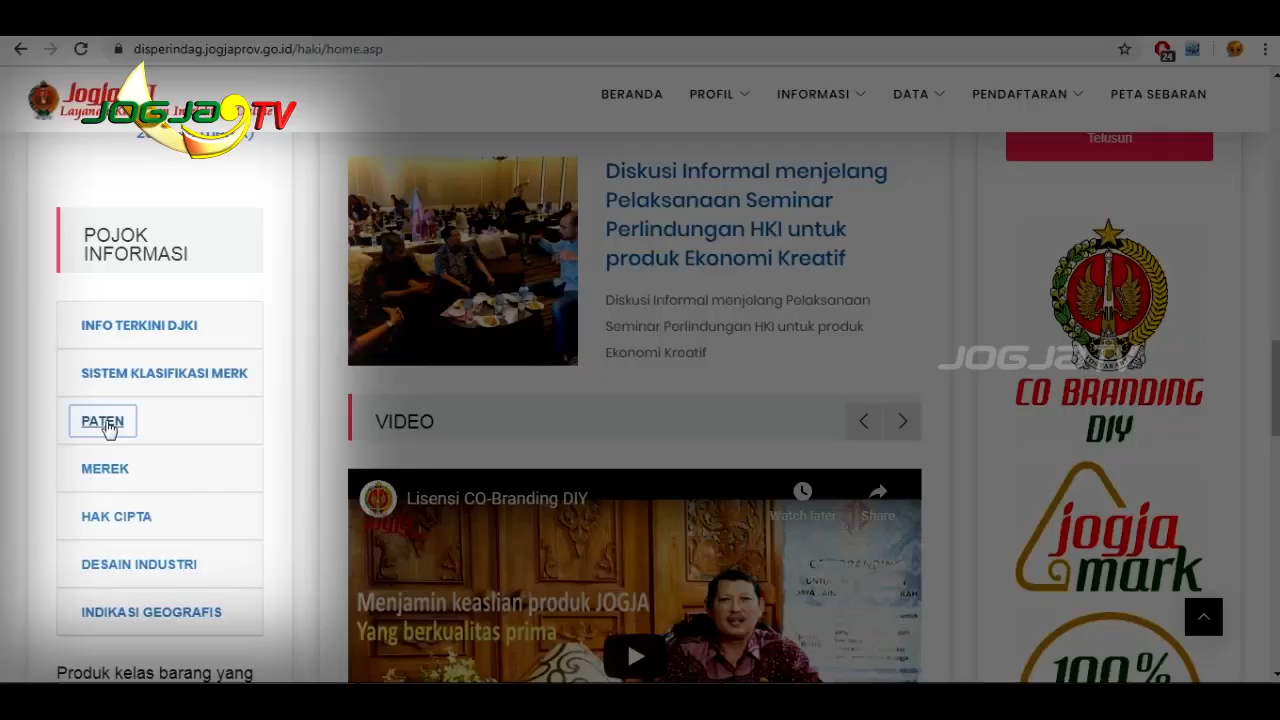 disperindag.jogjaprov.go.id/haki/home.asp
24
JOGJA TV
BERANDA
PROFIL
INFORMASI
DATA
PENDAFTARAN
PETA SEBARAN
Telusuri
POJOK
INFORMASI
INFO TERKINI DJKI
SISTEM KLASIFIKASI MERK
PATEN
MEREK
HAK CIPTA
DESAIN INDUSTRI
INDIKASI GEOGRAFIS
Produk kelas barang yang
Diskusi Informal menjelang
Pelaksanaan Seminar
Perlindungan HKI untuk
produk Ekonomi Kreatif
Diskusi Informal menjelang Pelaksanaan
Seminar Perlindungan HKI untuk produk
Ekonomi Kreatif
VIDEO
Lisensi CO-Branding DIY
Watch later
Share
Menjamin keaslian produk JOGJA
Yang berkualitas prima
JOGJA TV
CO BRANDING
DIY
jogja
mark
100%